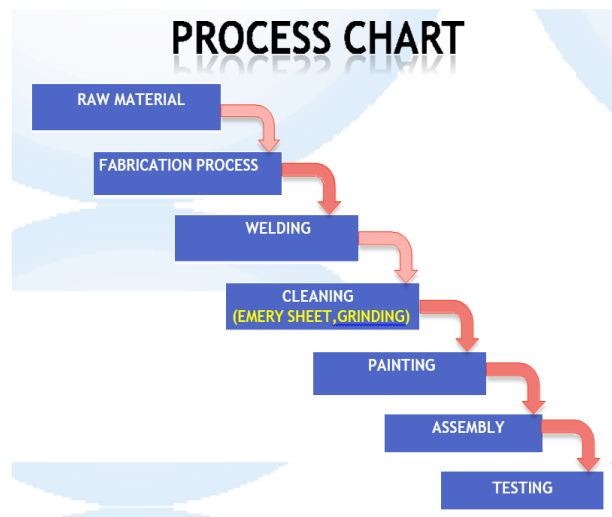 PROCESS CHART
RAW MATERIAL
FABRICATION PROCESS
WELDING
CLEANING
(EMERY SHEET,GRINDING)
PAINTING
ASSEMBLY
TESTING